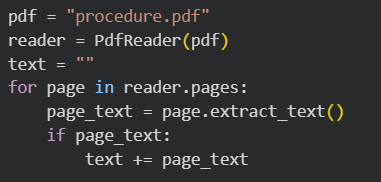 pdf = "procedure.pdf"
reader = PdfReader(pdf)
text = ""
for page in reader.pages:
    page_text = page.extract_text()
    if page_text:
        text += page_text